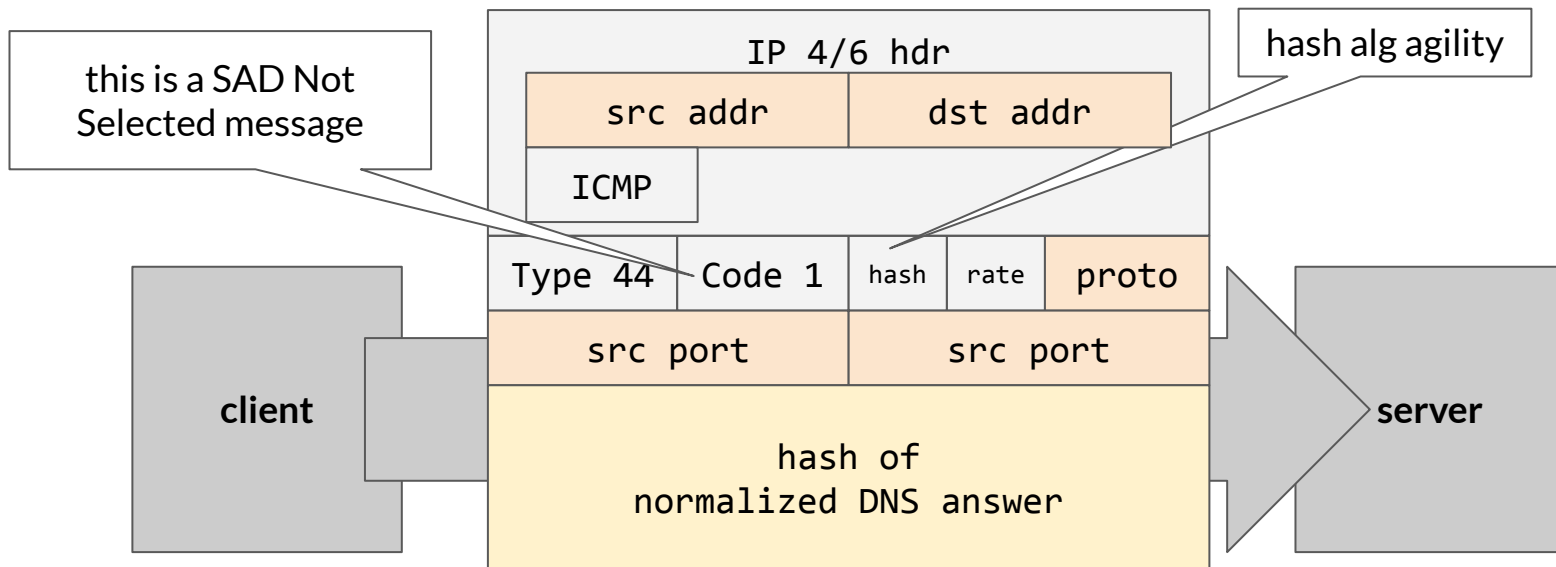 this is a SAD Not
Selected message
IP 4/6 hdr
hash alg agility
src addr
dst addr
ICMP
Type 44
Code 1
hash
rate
proto
src port
src port
client
server
hash of
normalized DNS answer